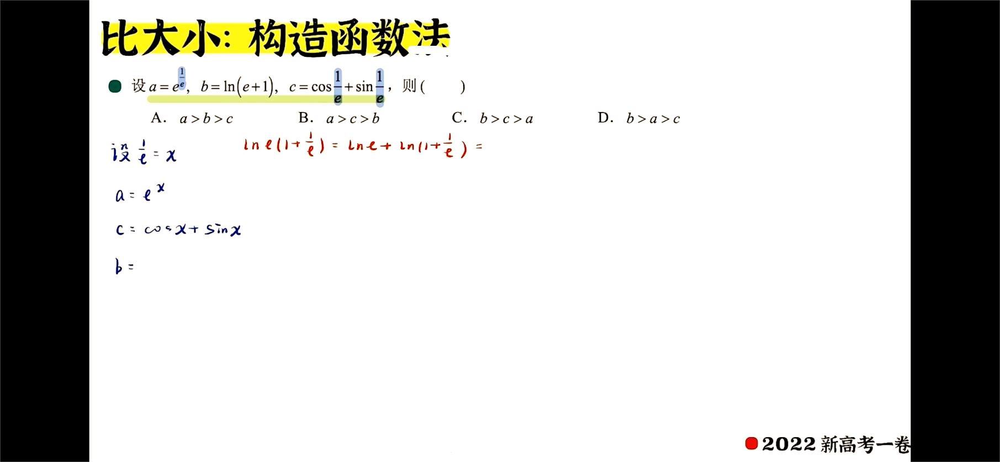 比大小：构造函数法
设 a=e^{\frac{1}{e}}, b=ln(e+1), c=cos\frac{1}{e}+sin\frac{1}{e}，则( )
A. a>b>c B. a>c>b C. b>c>a D. b>a>c
设 \frac{1}{e} = x ln e(1+\frac{1}{e}) = ln e + ln(1+\frac{1}{e}) =
a = e^x
c = cos x + sin x
b =
2022 新高考一卷